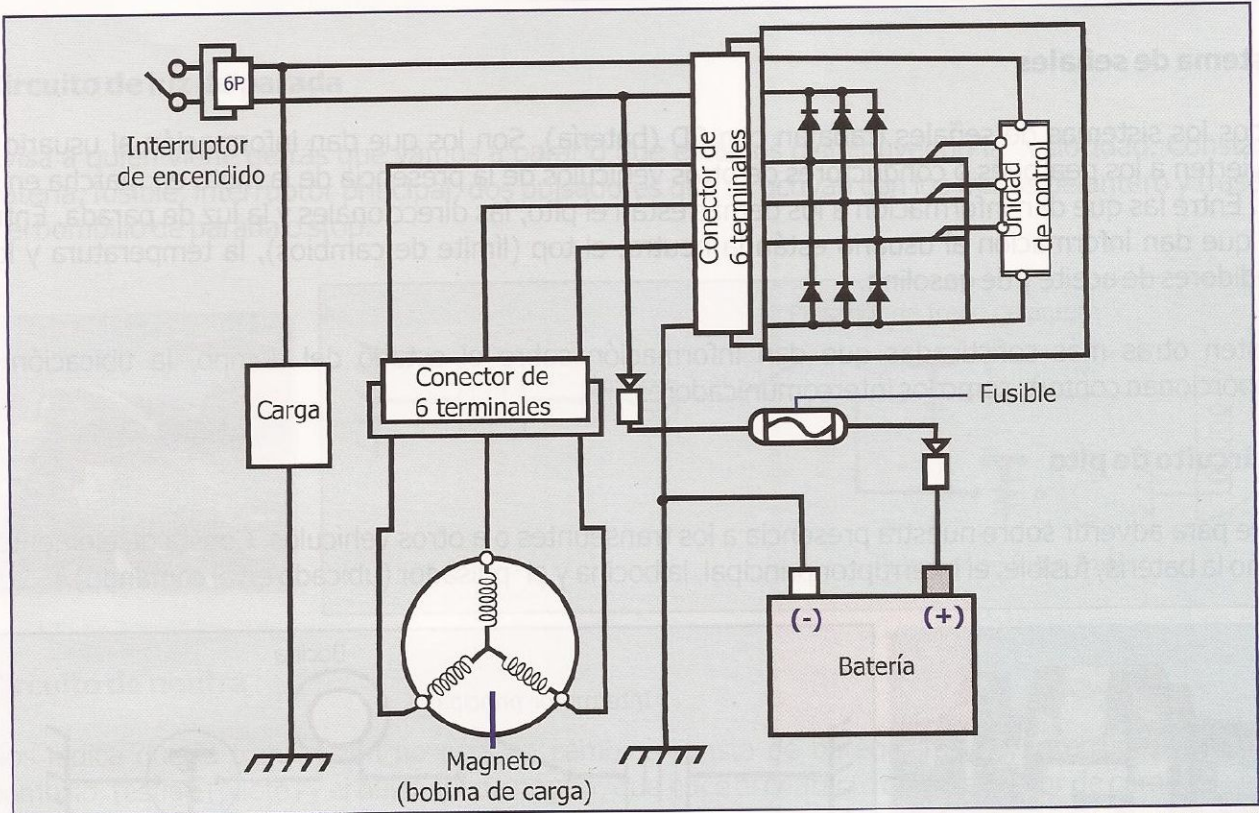 6P
Interruptor
de encendido
Conector de
6 terminales
Unidad
de control
Carga
Conector de
6 terminales
Fusible
(-)
(+)
Batería
Magneto
(bobina de carga)